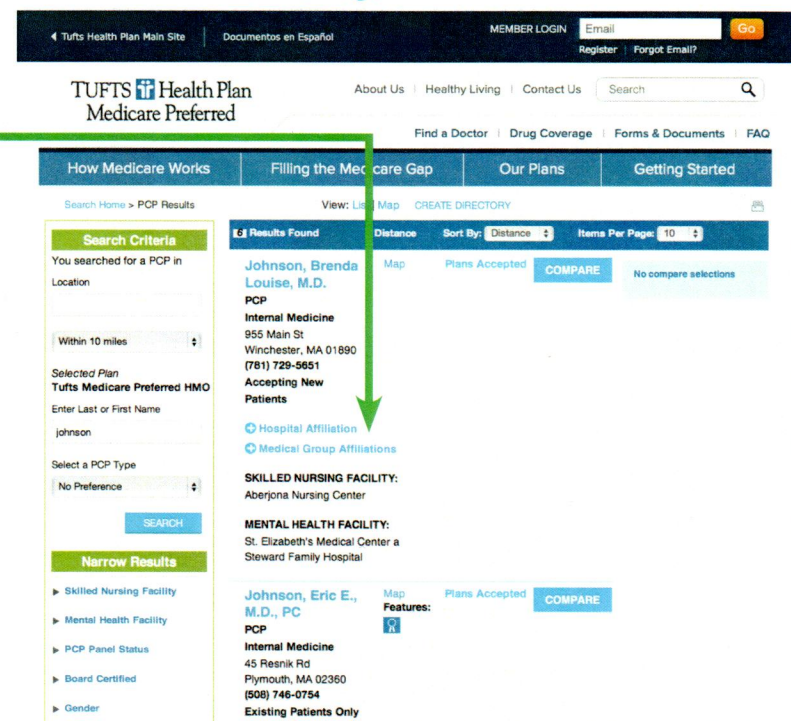 Tufts Health Plan Main Site
Documentos en Español
MEMBER LOGIN
Email
Go
Register
Forgot Email?
TUFTS Health Plan
Medicare Preferred
About Us
Healthy Living
Contact Us
Search
Find a Doctor
Drug Coverage
Forms & Documents
FAQ
How Medicare Works
Filling the Medicare Gap
Our Plans
Getting Started
Search Home > PCP Results
View: List Map
CREATE DIRECTORY
Search Criteria
You searched for a PCP in
Location
Within 10 miles
Selected Plan
Tufts Medicare Preferred HMO
Enter Last or First Name
johnson
Select a PCP Type
No Preference
SEARCH
Narrow Results
Skilled Nursing Facility
Mental Health Facility
PCP Panel Status
Board Certified
Gender
6 Results Found
Distance
Sort By: Distance
Items Per Page: 10
Johnson, Brenda
Louise, M.D.
Map
Plans Accepted
COMPARE
No compare selections
PCP
Internal Medicine
955 Main St
Winchester, MA 01890
(781) 729-5651
Accepting New
Patients
Hospital Affiliation
Medical Group Affiliations
SKILLED NURSING FACILITY:
Aberjona Nursing Center
MENTAL HEALTH FACILITY:
St. Elizabeth's Medical Center a
Steward Family Hospital
Johnson, Eric E.,
M.D., PC
Map
Features:
Plans Accepted
COMPARE
PCP
Internal Medicine
45 Resnik Rd
Plymouth, MA 02360
(508) 746-0754
Existing Patients Only